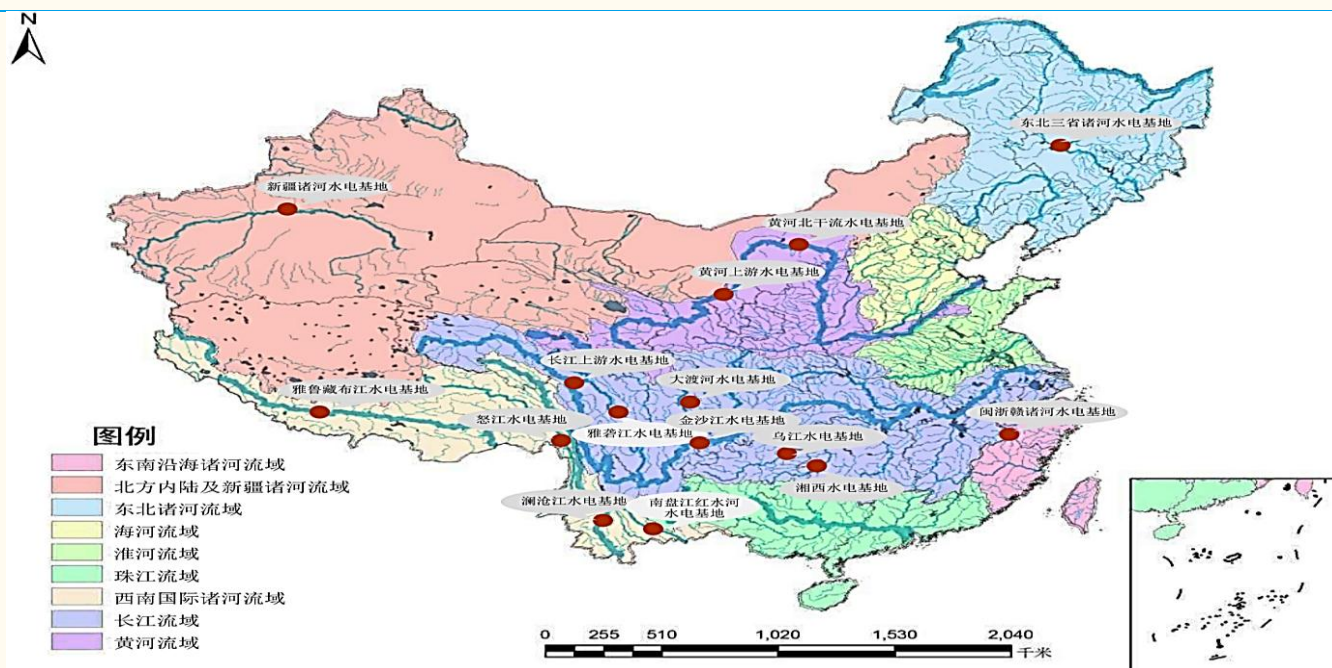 N
东北三省诸河水电基地
新疆诸河水电基地
黄河北干流水电基地
黄河上游水电基地
长江上游水电基地
大渡河水电基地
雅鲁藏布江水电基地
怒江水电基地
雅砻江水电基地
金沙江水电基地
乌江水电基地
闽浙赣诸河水电基地
湘西水电基地
澜沧江水电基地
南盘江红水河
水电基地
图例
东南沿海诸河流域
北方内陆及新疆诸河流域
东北诸河流域
海河流域
淮河流域
珠江流域
西南国际诸河流域
长江流域
黄河流域
0 255 510 1,020 1,530 2,040
千米